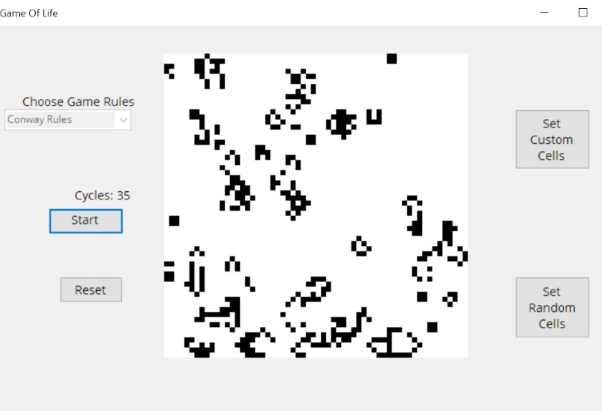 Game Of Life
Choose Game Rules
Conway Rules
Cycles: 35
Start
Reset
Set
Custom
Cells
Set
Random
Cells